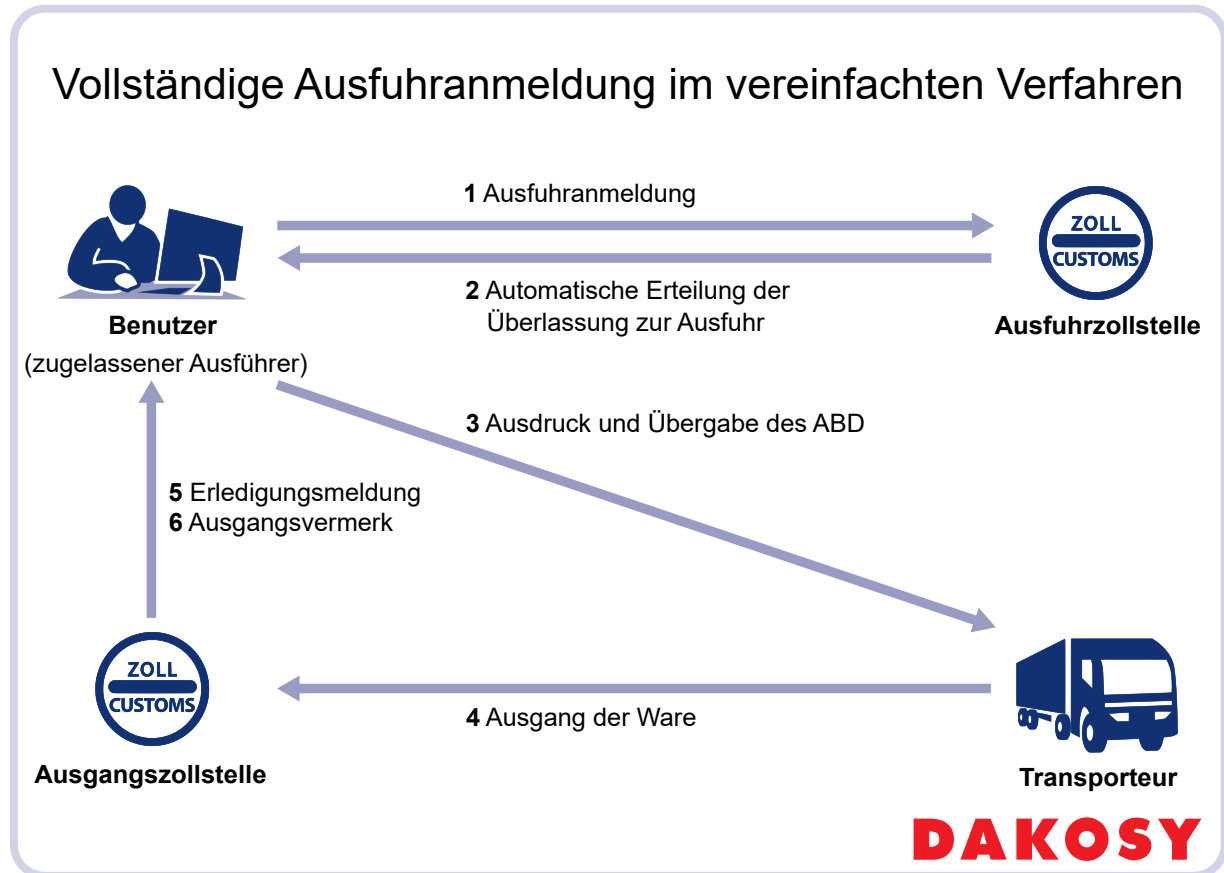 Vollständige Ausfuhranmeldung im vereinfachten Verfahren
1 Ausfuhranmeldung
ZOLL
CUSTOMS
2 Automatische Erteilung der
Überlassung zur Ausfuhr
Benutzer
(zugelassener Ausführer)
Ausfuhrzollstelle
3 Ausdruck und Übergabe des ABD
5 Erledigungsmeldung
6 Ausgangsvermerk
ZOLL
CUSTOMS
4 Ausgang der Ware
Ausgangszollstelle
Transporteur
DAKOSY